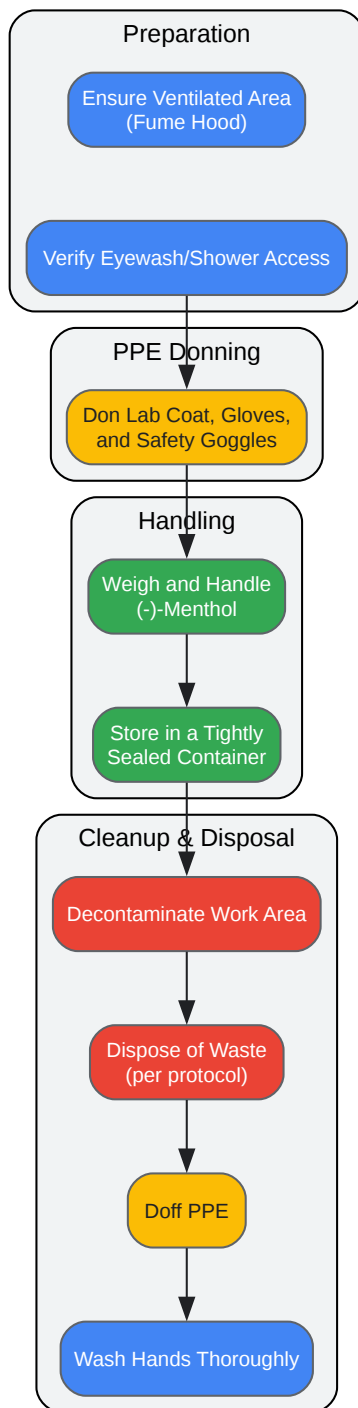 Preparation
Ensure Ventilated Area
(Fume Hood)
Verify Eyewash/Shower Access
PPE Donning
Don Lab Coat, Gloves,
and Safety Goggles
Handling
Weigh and Handle
(-)-Menthol
Store in a Tightly
Sealed Container
Cleanup & Disposal
Decontaminate Work Area
Dispose of Waste
(per protocol)
Doff PPE
Wash Hands Thoroughly